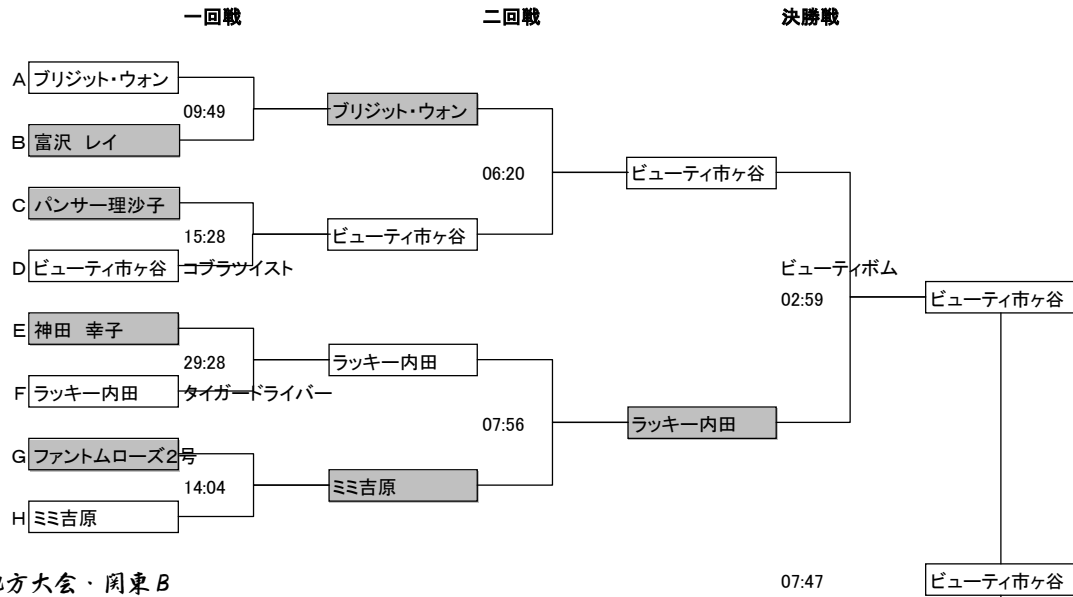 一回戦
二回戦
決勝戦
A ブリジット・ウォン
09:49
ブリジット・ウォン
B 富沢 レイ
06:20
ビューティ市ヶ谷
C パンサー理沙子
15:28
ビューティ市ヶ谷
D ビューティ市ヶ谷 コブラツイスト
ビューティボム
02:59
ビューティ市ヶ谷
E 神田 幸子
29:28
ラッキー内田
F ラッキー内田 タイガードライバー
07:56
ラッキー内田
G ファントムローズ2号
14:04
ミミ吉原
H ミミ吉原
方大会・関東B
07:47
ビューティ市ヶ谷